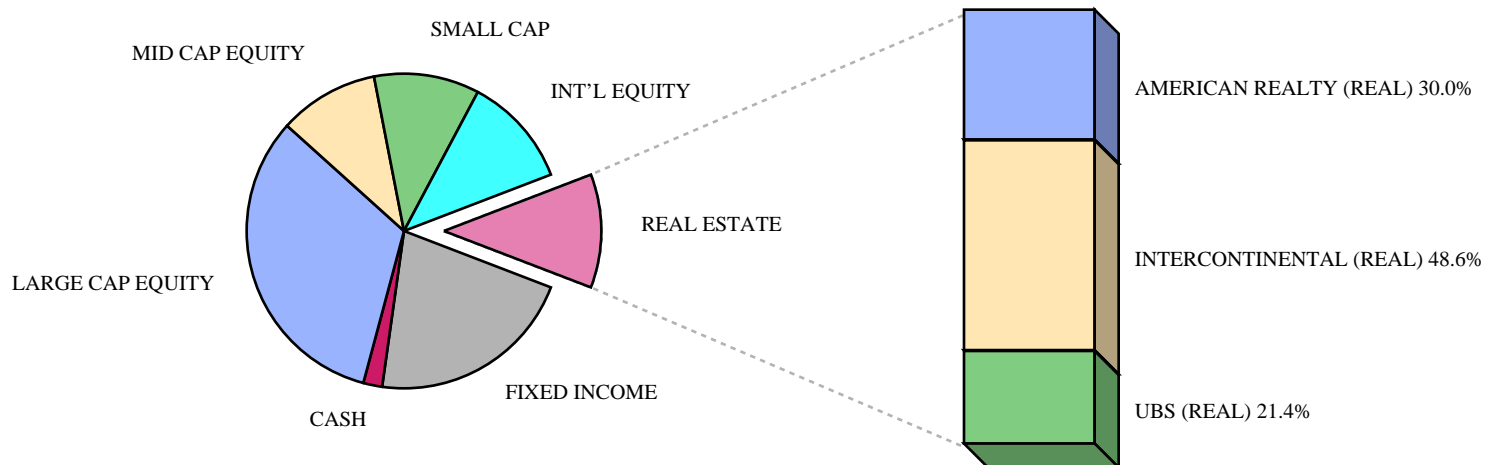 SMALL CAP
MID CAP EQUITY
INT'L EQUITY
REAL ESTATE
LARGE CAP EQUITY
FIXED INCOME
CASH
AMERICAN REALTY (REAL) 30.0%
INTERCONTINENTAL (REAL) 48.6%
UBS (REAL) 21.4%